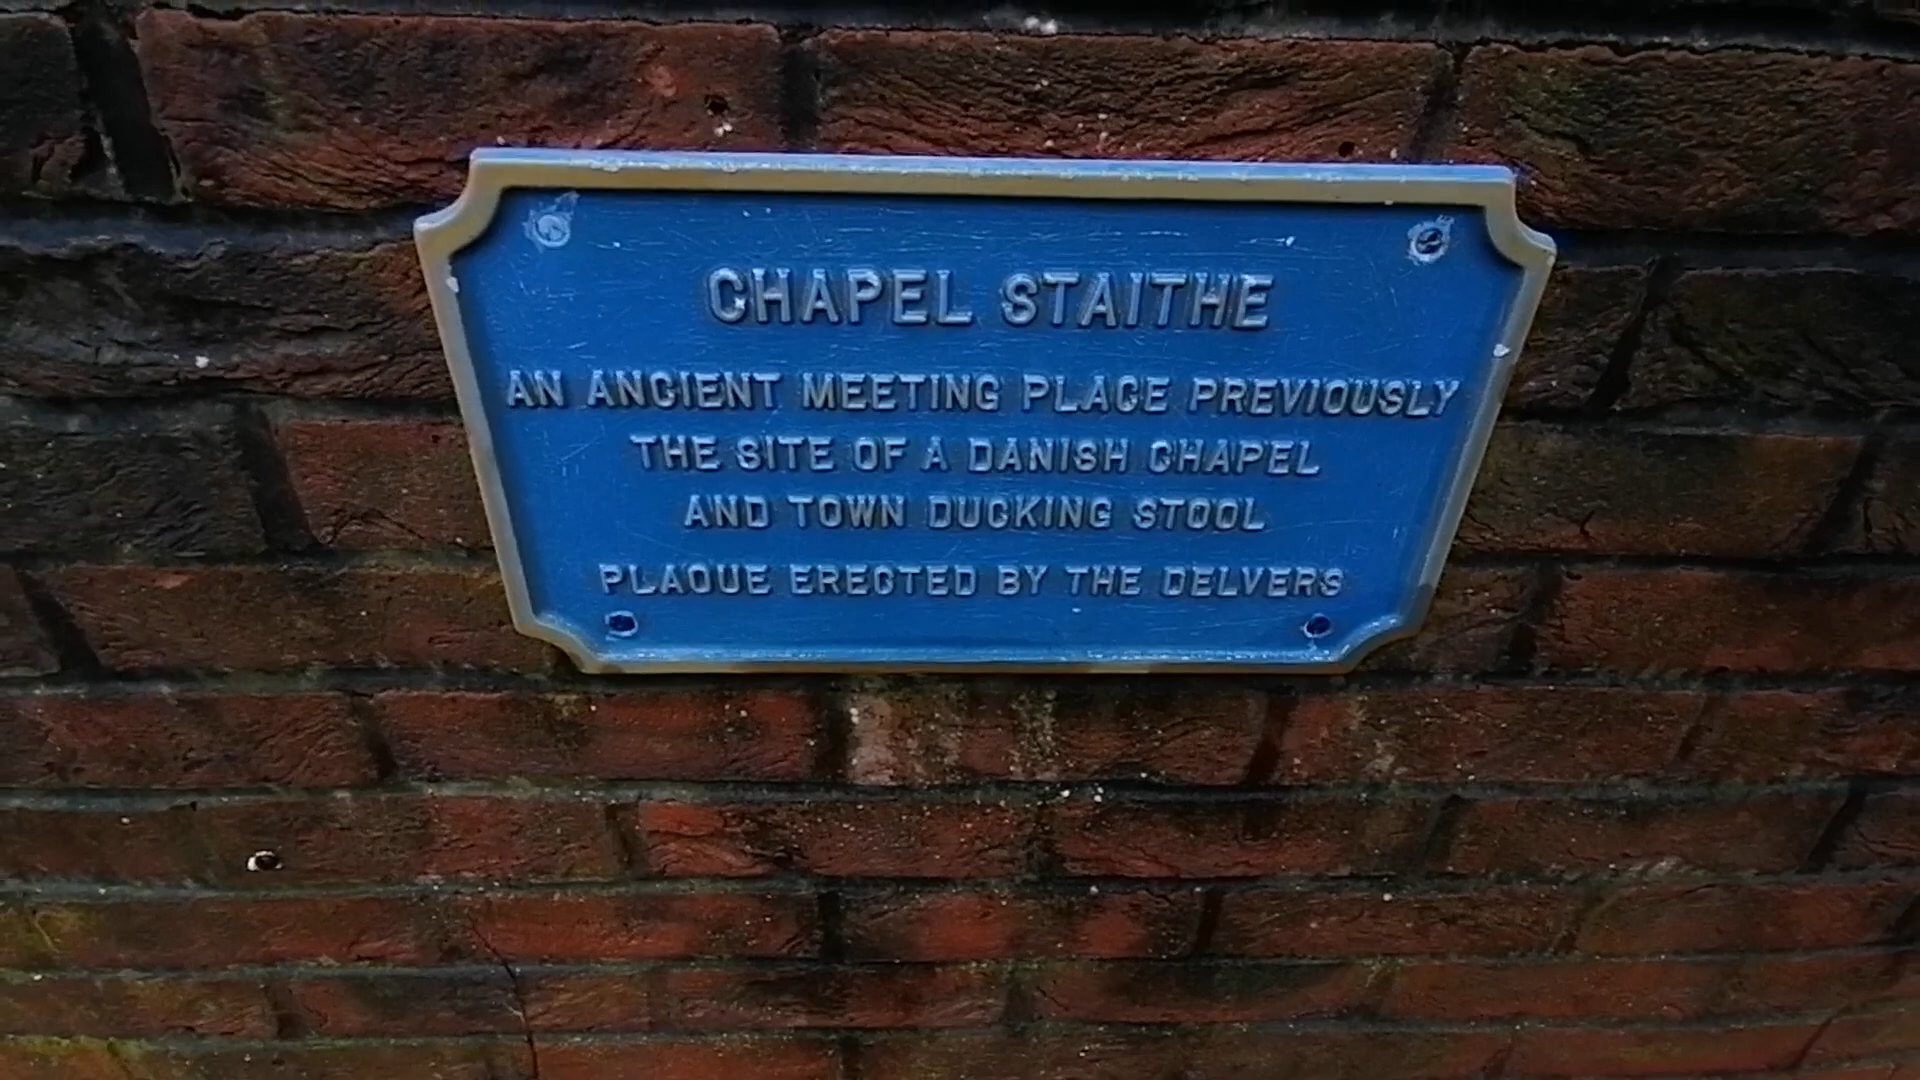 CHAPEL STAITHE
AN ANCIENT MEETING PLACE PREVIOUSLY
THE SITE OF A DANISH CHAPEL
AND TOWN DUCKING STOOL
PLAQUE ERECTED BY THE DELVERS